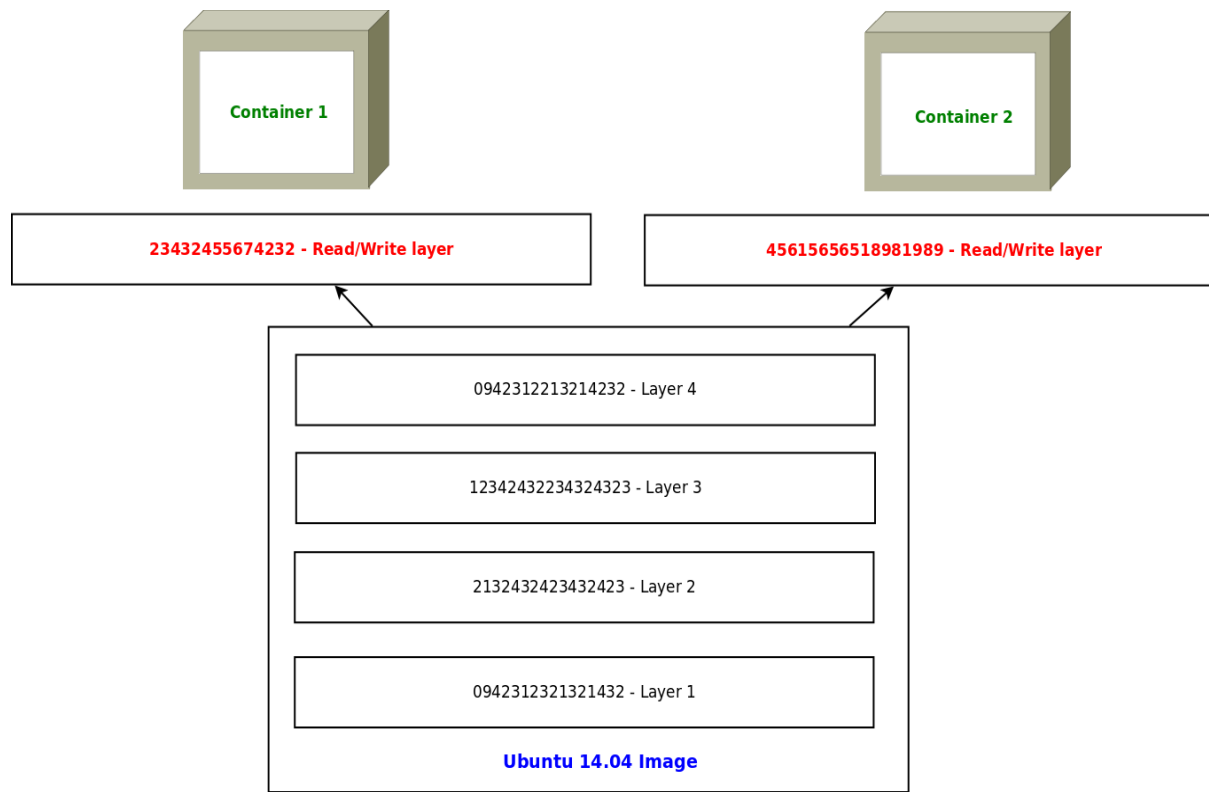 Container 1
Container 2
23432455674232 - Read/Write layer
45615656518981989 - Read/Write layer
0942312213214232 - Layer 4
12342432234324323 - Layer 3
2132432423432423 - Layer 2
0942312321321432 - Layer 1
Ubuntu 14.04 Image